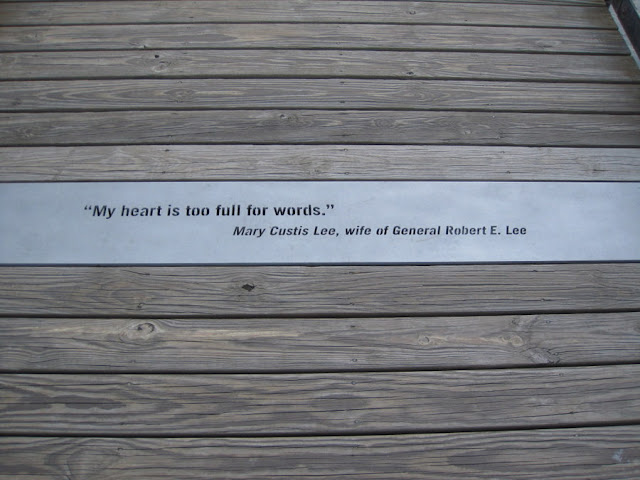 “My heart is too full for words.”
Mary Custis Lee, wife of General Robert E. Lee